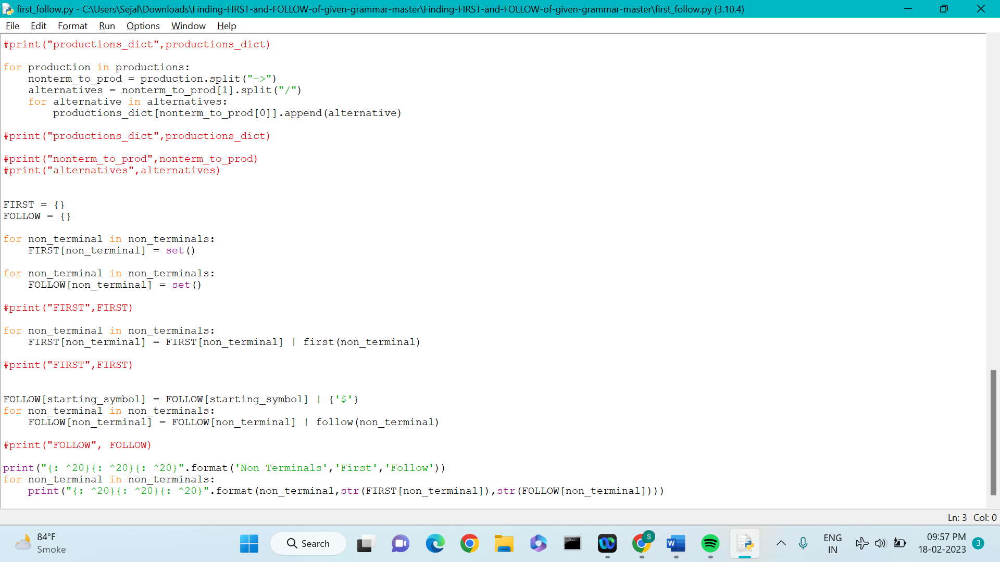 first_follow.py - C:\Users\Sejal\Downloads\Finding-FIRST-and-FOLLOW-of-given-grammar-master\Finding-FIRST-and-FOLLOW-of-given-grammar-master\first_follow.py (3.10.4)
File Edit Format Run Options Window Help
#print("productions_dict",productions_dict)
for production in productions:
    nonterm_to_prod = production.split("->")
    alternatives = nonterm_to_prod[1].split("/")
    for alternative in alternatives:
        productions_dict[nonterm_to_prod[0]].append(alternative)
#print("productions_dict",productions_dict)
#print("nonterm_to_prod",nonterm_to_prod)
#print("alternatives",alternatives)
FIRST = {}
FOLLOW = {}
for non_terminal in non_terminals:
    FIRST[non_terminal] = set()
for non_terminal in non_terminals:
    FOLLOW[non_terminal] = set()
#print("FIRST",FIRST)
for non_terminal in non_terminals:
    FIRST[non_terminal] = FIRST[non_terminal] | first(non_terminal)
#print("FIRST",FIRST)
FOLLOW[starting_symbol] = FOLLOW[starting_symbol] | {'$'}
for non_terminal in non_terminals:
    FOLLOW[non_terminal] = FOLLOW[non_terminal] | follow(non_terminal)
#print("FOLLOW", FOLLOW)
print("{: ^20}{: ^20}{: ^20}".format('Non Terminals','First','Follow'))
for non_terminal in non_terminals:
    print("{: ^20}{: ^20}{: ^20}".format(non_terminal,str(FIRST[non_terminal]),str(FOLLOW[non_terminal])))
Ln: 3 Col: 0
84°F
Smoke
Search
S
W
ENG
IN
09:57 PM
18-02-2023
3